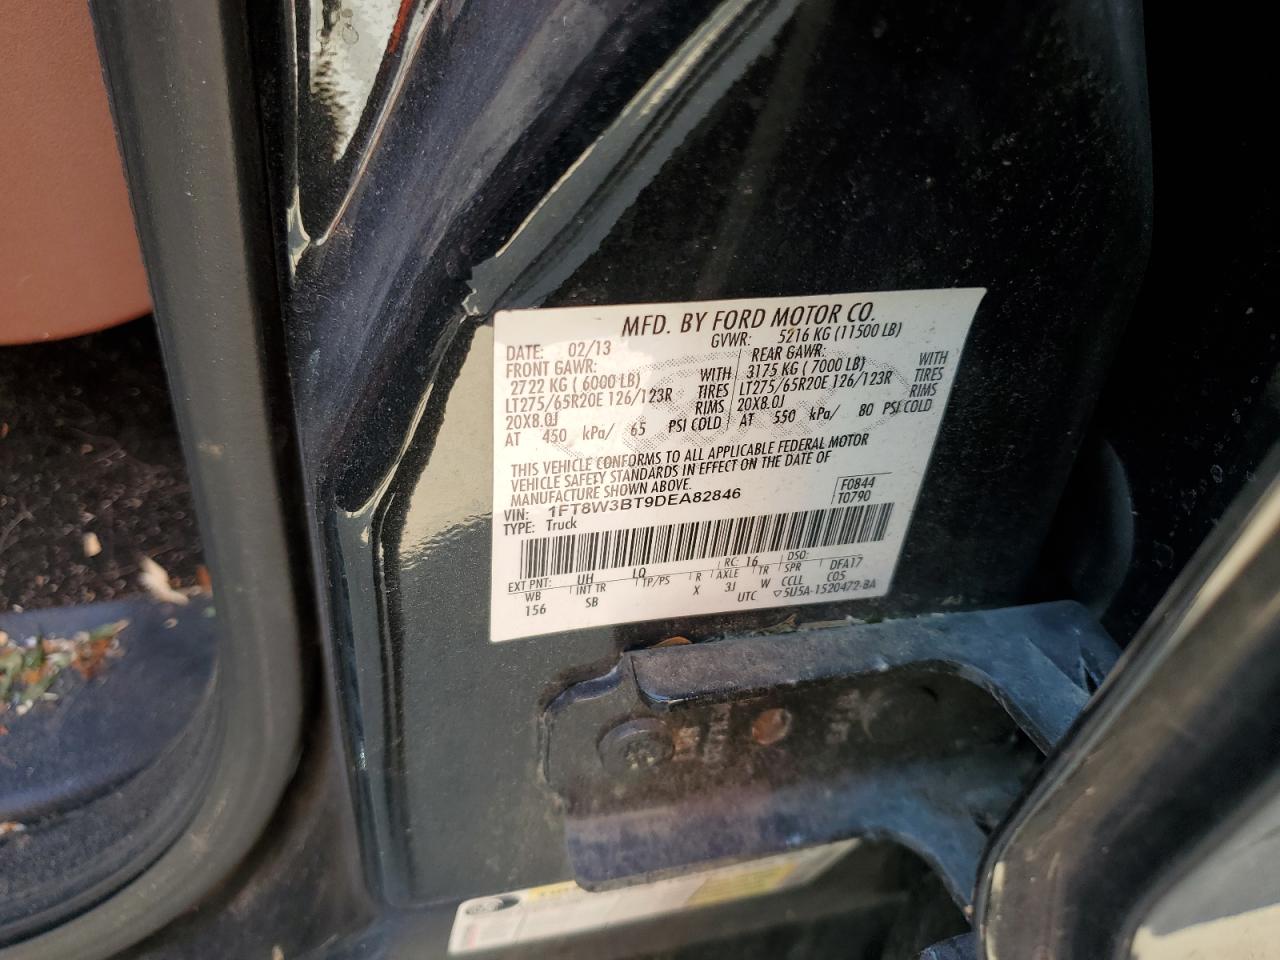 MFD. BY FORD MOTOR CO.
DATE: 02/13 GVWR: 5216 KG (11500 LB)
FRONT GAWR: REAR GAWR:
2722 KG ( 6000 LB) WITH 3175 KG ( 7000 LB) WITH
LT275/65R20E 126/123R TIRES LT275/65R20E 126/123R TIRES
20X8.0J RIMS 20X8.0J RIMS
AT 450 kPa/ 65 PSI COLD AT 550 kPa/ 80 PSI COLD
THIS VEHICLE CONFORMS TO ALL APPLICABLE FEDERAL MOTOR
VEHICLE SAFETY STANDARDS IN EFFECT ON THE DATE OF
MANUFACTURE SHOWN ABOVE.
VIN: 1FT8W3BT9DEA82846
TYPE: Truck
F0844
T0790
EXT PNT: UH LQ RC: 16 DSO:
WB INT TR TP/PS R AXLE TR SPR DFA17
156 SB X 3J W CCLL C05
UTC ▽5U5A-1520472-BA